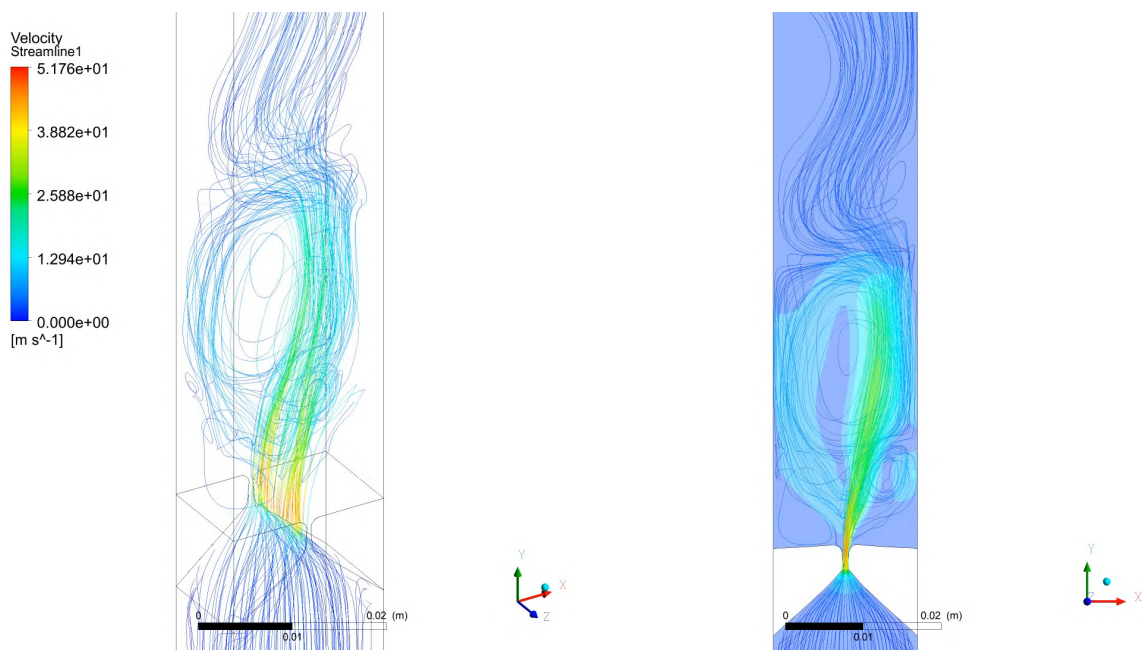 Velocity
Streamline1
5.176e+01
3.882e+01
2.588e+01
1.294e+01
0.000e+00
[m s^-1]
Y
X
Z
0
0.02
(m)
0.01
Y
X
Z
0
0.02
(m)
0.01